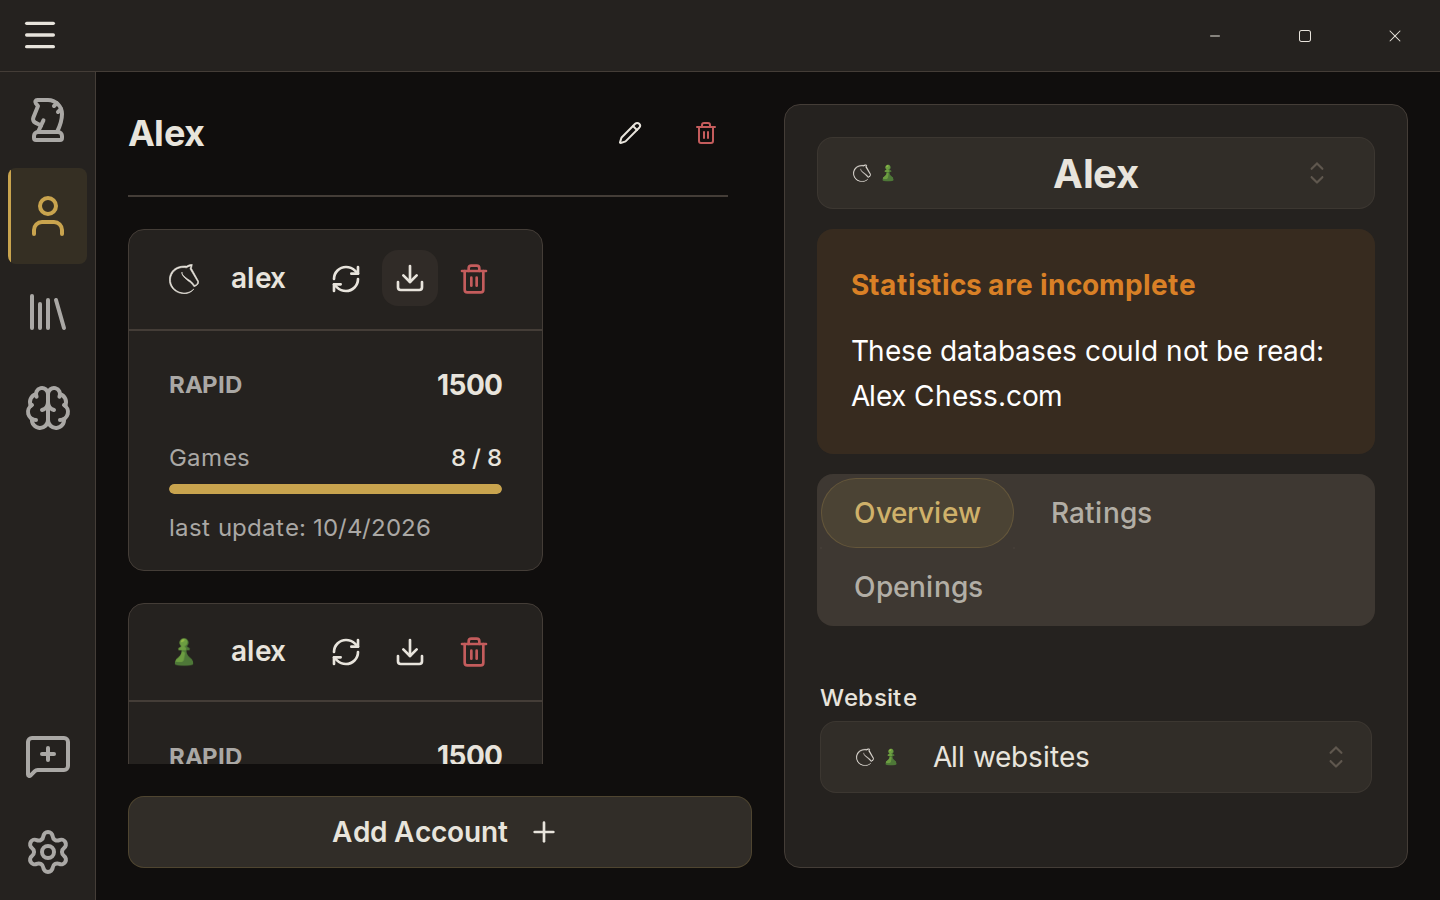 Alex
alex
RAPID 1500
Games 8 / 8
last update: 10/4/2026
alex
RAPID 1500
Add Account
Alex
Statistics are incomplete
These databases could not be read:
Alex Chess.com
Overview Ratings
Openings
Website
All websites